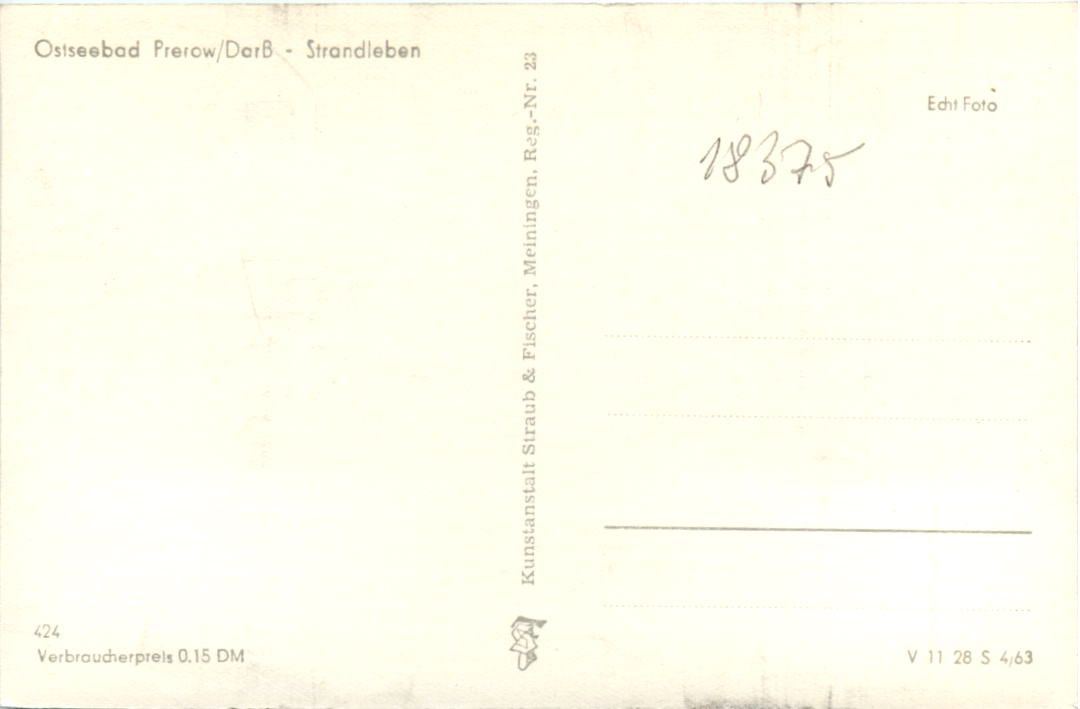 Ostseebad Prerow/Darß - Strandleben
Kunstanstalt Straub & Fischer, Meiningen, Reg.-Nr. 23
Echt Foto
18375
424
Verbraucherpreis 0.15 DM
V 11 28 S 4/63